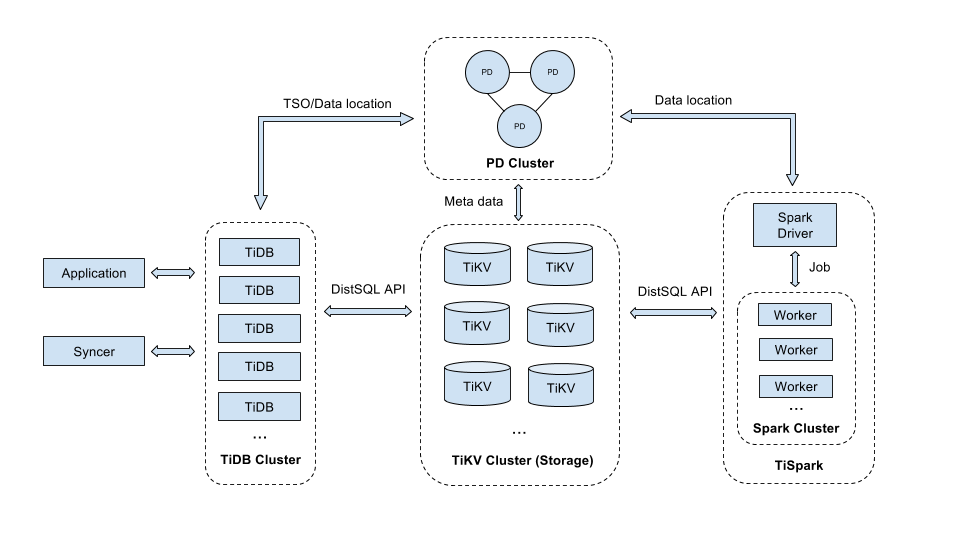 PD
PD
PD
PD Cluster
TSO/Data location
Data location
Meta data
Application
Syncer
TiDB
TiDB
TiDB
TiDB
TiDB
...
TiDB Cluster
DistSQL API
TiKV
TiKV
TiKV
TiKV
TiKV
TiKV
...
TiKV Cluster (Storage)
DistSQL API
Spark
Driver
Job
Worker
Worker
Worker
...
Spark Cluster
TiSpark